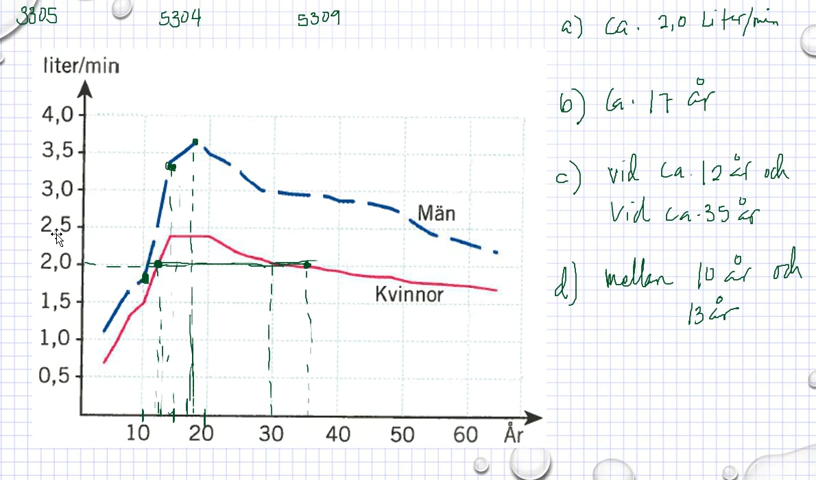 3305 5304 5309
liter/min
4,0
3,5
3,0
2,5
2,0
1,5
1,0
0,5
Män
Kvinnor
10 20 30 40 50 60 År
a) ca. 2,0 Liter/min
b) Ca. 17 år
c) vid ca. 12 år och
Vid ca. 35 år
d) mellan 10 år och
13 år